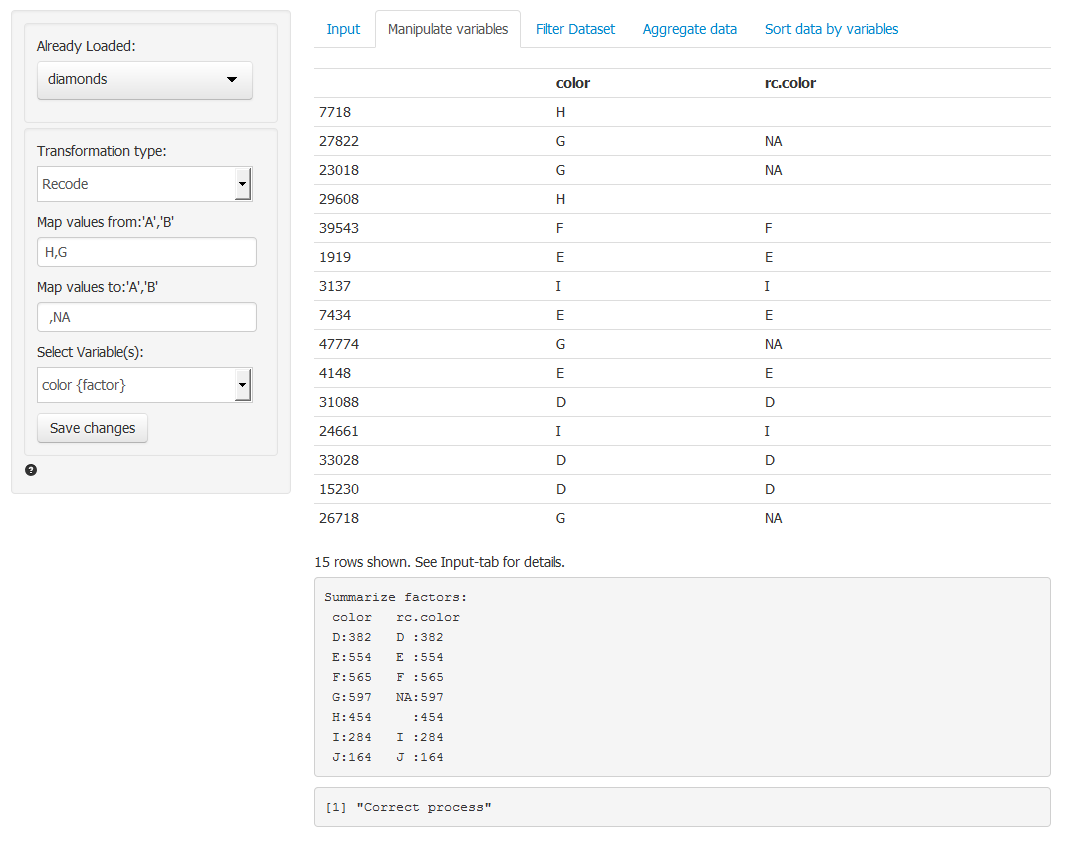 Already Loaded:
diamonds
Transformation type:
Recode
Map values from:'A','B'
H,G
Map values to:'A','B'
,NA
Select Variable(s):
color {factor}
Save changes
?
Input Manipulate variables Filter Dataset Aggregate data Sort data by variables
color rc.color
7718 H
27822 G NA
23018 G NA
29608 H
39543 F F
1919 E E
3137 I I
7434 E E
47774 G NA
4148 E E
31088 D D
24661 I I
33028 D D
15230 D D
26718 G NA
15 rows shown. See Input-tab for details.
Summarize factors:
color rc.color
D:382 D :382
E:554 E :554
F:565 F :565
G:597 NA:597
H:454 :454
I:284 I :284
J:164 J :164
[1] "Correct process"